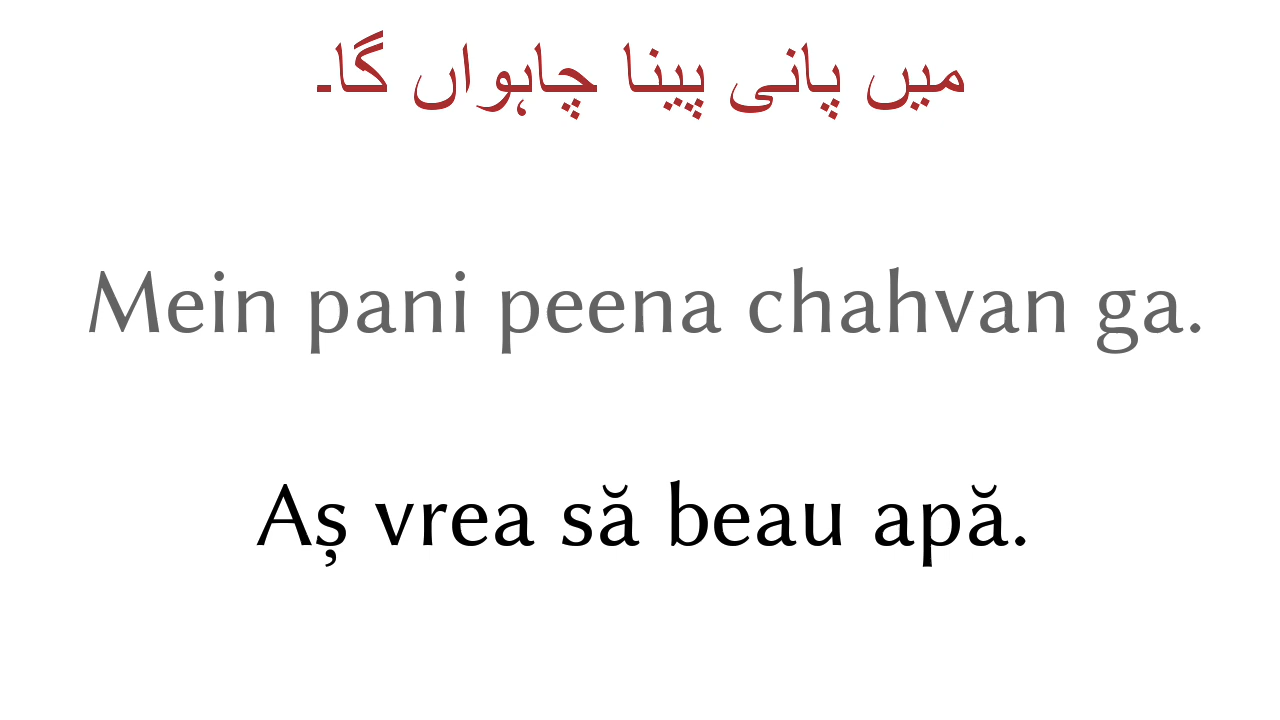 میں پانی پینا چاہواں گا۔
Mein pani peena chahvan ga.
Aș vrea să beau apă.